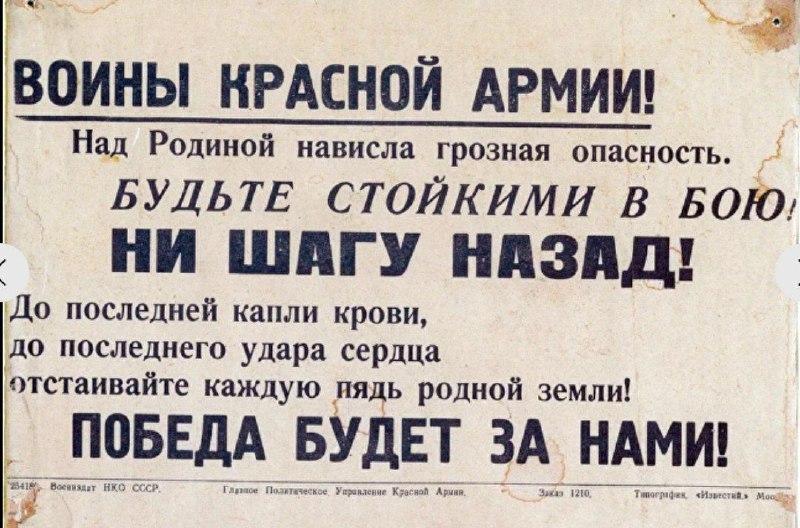 ВОИНЫ КРАСНОЙ АРМИИ!
Над Родиной нависла грозная опасность.
БУДЬТЕ СТОЙКИМИ В БОЮ!
НИ ШАГУ НАЗАД!
До последней капли крови,
до последнего удара сердца
отстаивайте каждую пядь родной земли!
ПОБЕДА БУДЕТ ЗА НАМИ!
Воениздат НКО СССР. Главное Политическое Управление Красной Армии. Заказ 1210. Типография „Известий“